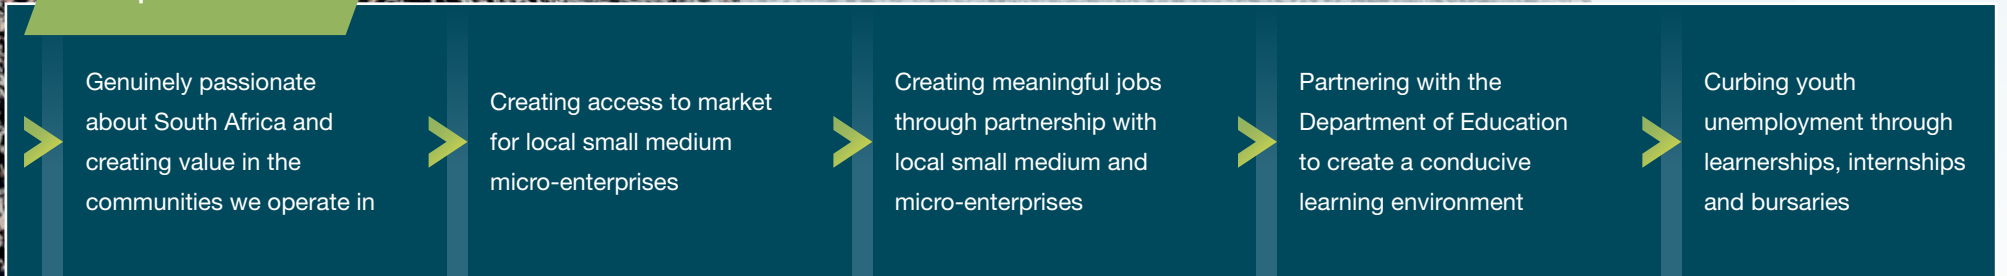 Genuinely passionate
about South Africa and
creating value in the
communities we operate in
Creating access to market
for local small medium
micro-enterprises
Creating meaningful jobs
through partnership with
local small medium and
micro-enterprises
Partnering with the
Department of Education
to create a conducive
learning environment
Curbing youth
unemployment through
learnerships, internships
and bursaries